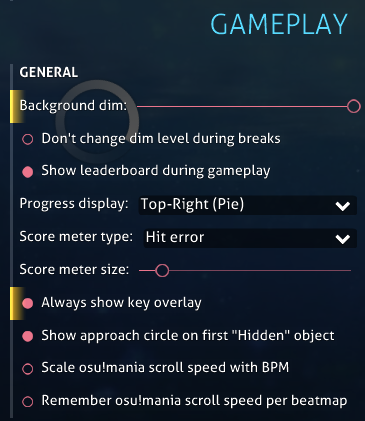 GAMEPLAY
GENERAL
Background dim:
Don't change dim level during breaks
Show leaderboard during gameplay
Progress display: Top-Right (Pie)
Score meter type: Hit error
Score meter size:
Always show key overlay
Show approach circle on first "Hidden" object
Scale osu!mania scroll speed with BPM
Remember osu!mania scroll speed per beatmap